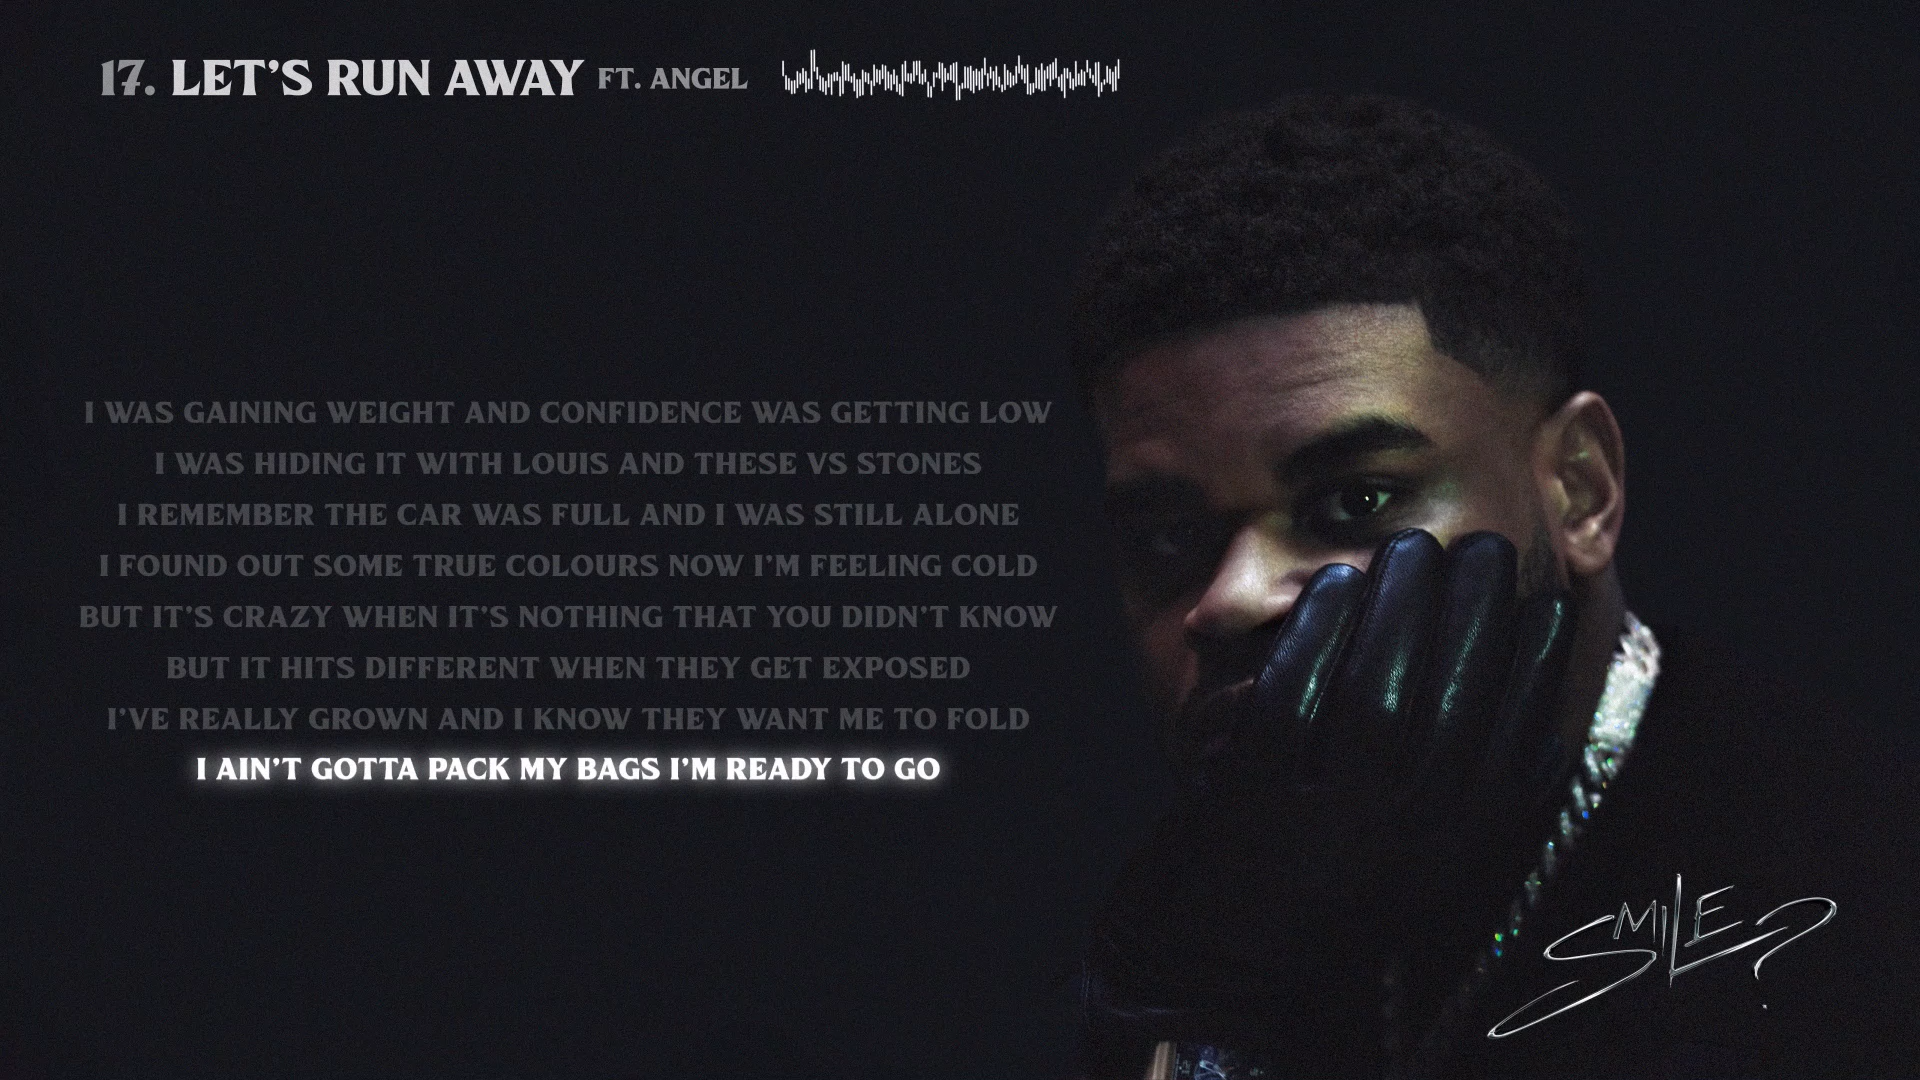 17. LET'S RUN AWAY FT. ANGEL
I WAS GAINING WEIGHT AND CONFIDENCE WAS GETTING LOW
I WAS HIDING IT WITH LOUIS AND THESE VS STONES
I REMEMBER THE CAR WAS FULL AND I WAS STILL ALONE
I FOUND OUT SOME TRUE COLOURS NOW I'M FEELING COLD
BUT IT'S CRAZY WHEN IT'S NOTHING THAT YOU DIDN'T KNOW
BUT IT HITS DIFFERENT WHEN THEY GET EXPOSED
I'VE REALLY GROWN AND I KNOW THEY WANT ME TO FOLD
I AIN'T GOTTA PACK MY BAGS I'M READY TO GO
SMILE?